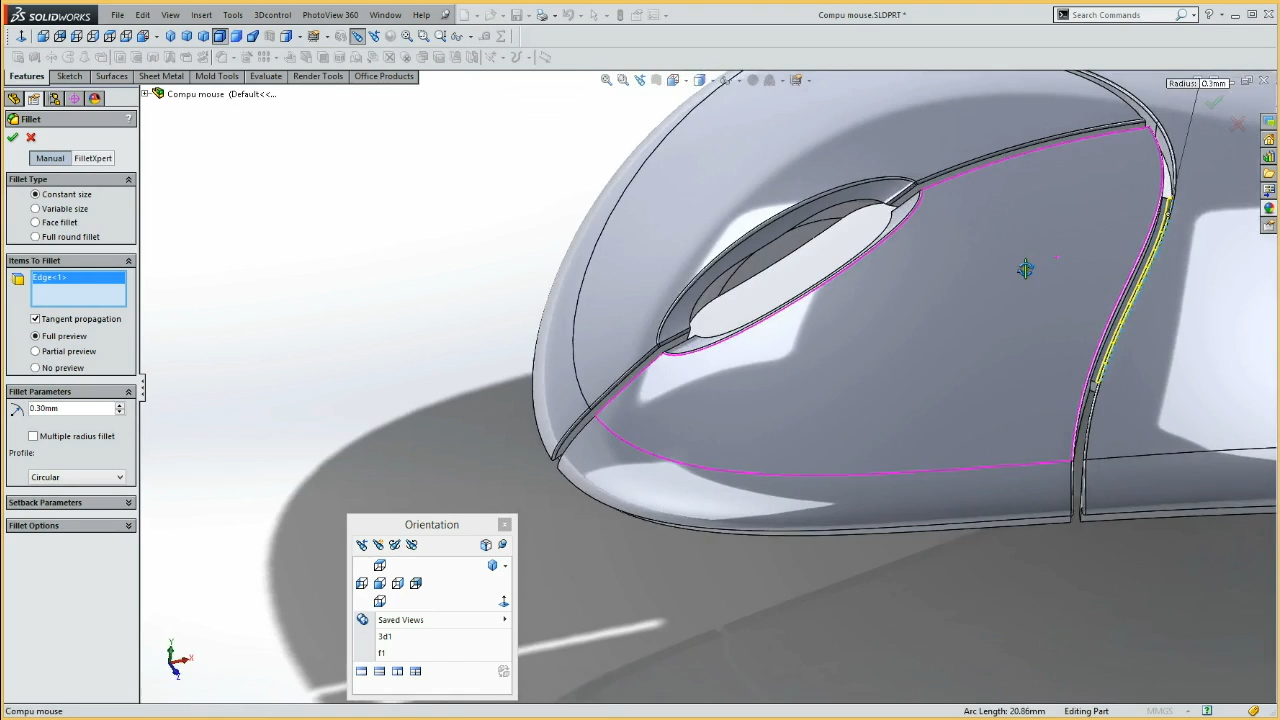 SOLIDWORKS File Edit View Insert Tools 3Dcontrol PhotoView 360 Window Help Compu mouse.SLDPRT * Search Commands
Features Sketch Surfaces Sheet Metal Mold Tools Evaluate Render Tools Office Products
Compu mouse (Default<<...
Radius: 0.3mm
Fillet ?
Manual FilletXpert
Fillet Type
Constant size
Variable size
Face fillet
Full round fillet
Items To Fillet
Edge<1>
Tangent propagation
Full preview
Partial preview
No preview
Fillet Parameters
0.30mm
Multiple radius fillet
Profile:
Circular
Setback Parameters
Fillet Options
Orientation
Saved Views
3d1
f1
Y
X
Z
Compu mouse Arc Length: 20.86mm Editing Part MMGS